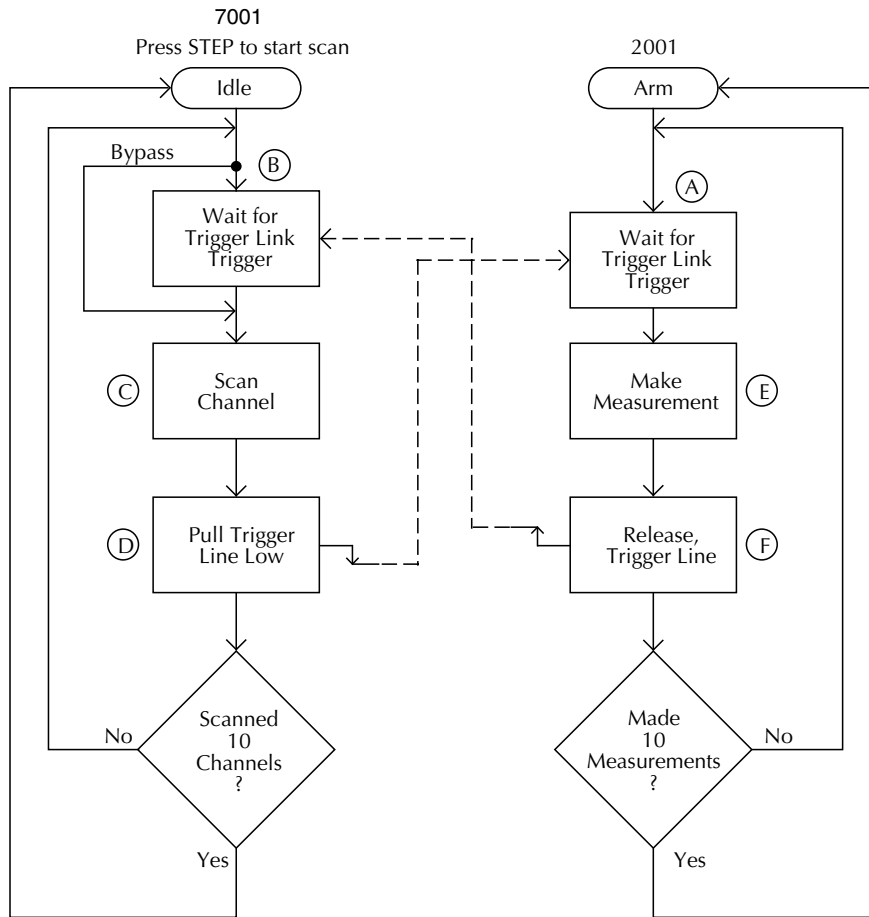 7001
Press STEP to start scan
Idle
Bypass
B
Wait for
Trigger Link
Trigger
C
Scan
Channel
D
Pull Trigger
Line Low
No
Scanned
10
Channels
?
Yes
2001
Arm
A
Wait for
Trigger Link
Trigger
Make
Measurement
E
Release,
Trigger Line
F
Made
10
Measurements
?
No
Yes